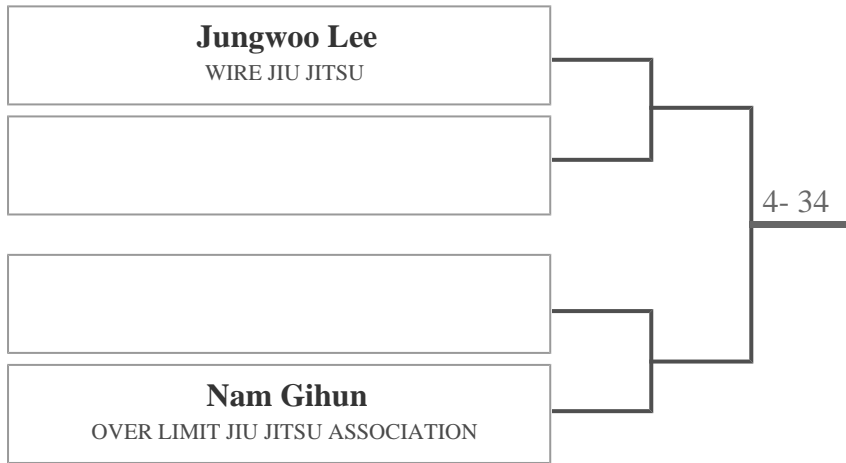 Jungwoo Lee
WIRE JIU JITSU
4- 34
Nam Gihun
OVER LIMIT JIU JITSU ASSOCIATION